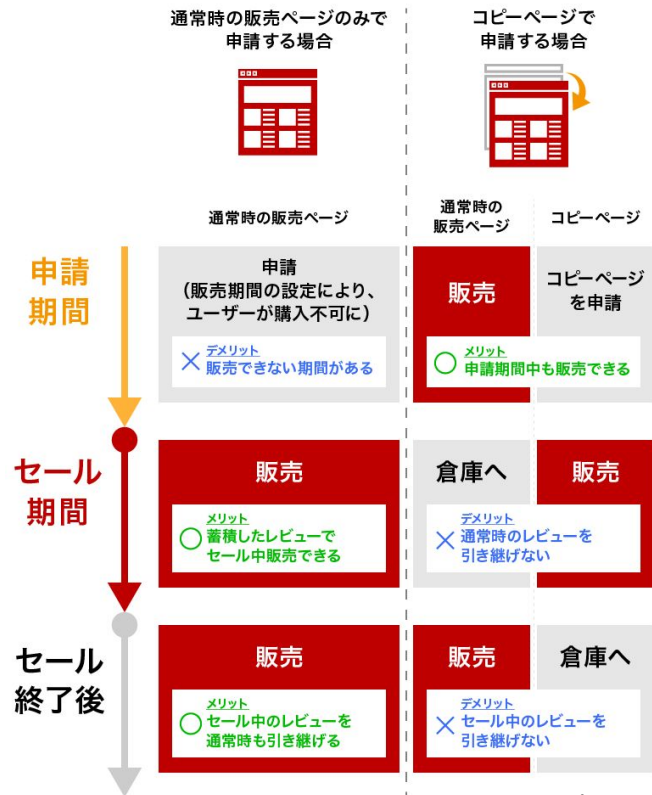 通常時の販売ページのみで
申請する場合
コピーページで
申請する場合
通常時の販売ページ
通常時の
販売ページ
コピーページ
申請
期間
申請
(販売期間の設定により、
ユーザーが購入不可に)
デメリット
× 販売できない期間がある
販売
コピーページ
を申請
メリット
○ 申請期間中も販売できる
セール
期間
販売
メリット
○ 蓄積したレビューで
セール中販売できる
倉庫へ
販売
デメリット
× 通常時のレビューを
引き継げない
セール
終了後
販売
メリット
○ セール中のレビューを
通常時も引き継げる
販売
倉庫へ
デメリット
× セール中のレビューを
引き継げない